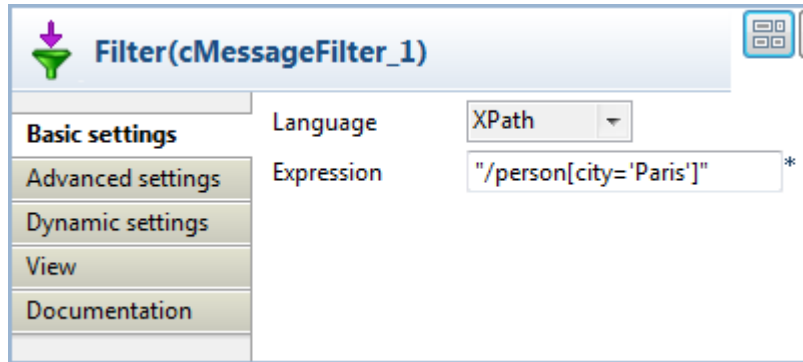 Filter(cMessageFilter_1)
Basic settings
Advanced settings
Dynamic settings
View
Documentation
Language XPath
Expression "/person[city='Paris']" *